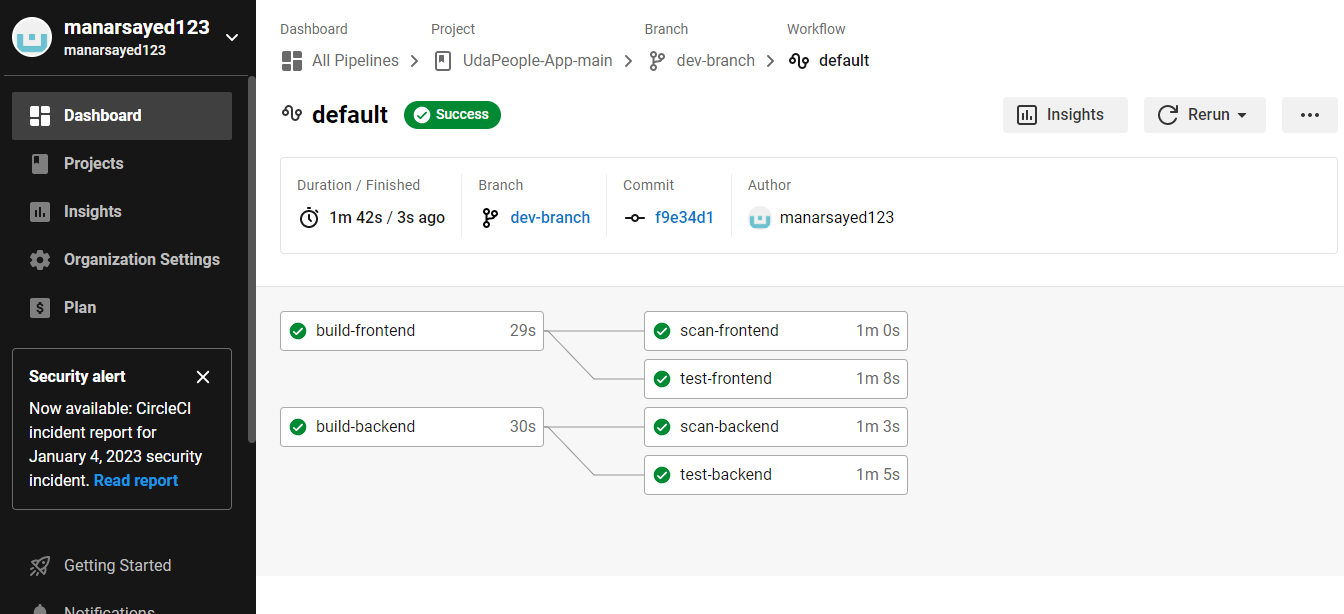 manarsayed123
manarsayed123
Dashboard
Projects
Insights
Organization Settings
Plan
Security alert
Now available: CircleCI
incident report for
January 4, 2023 security
incident. Read report
Getting Started
Notifications
Dashboard Project Branch Workflow
All Pipelines UdaPeople-App-main dev-branch default
default Success Insights Rerun
Duration / Finished Branch Commit Author
1m 42s / 3s ago dev-branch f9e34d1 manarsayed123
build-frontend 29s scan-frontend 1m 0s
test-frontend 1m 8s
build-backend 30s scan-backend 1m 3s
test-backend 1m 5s